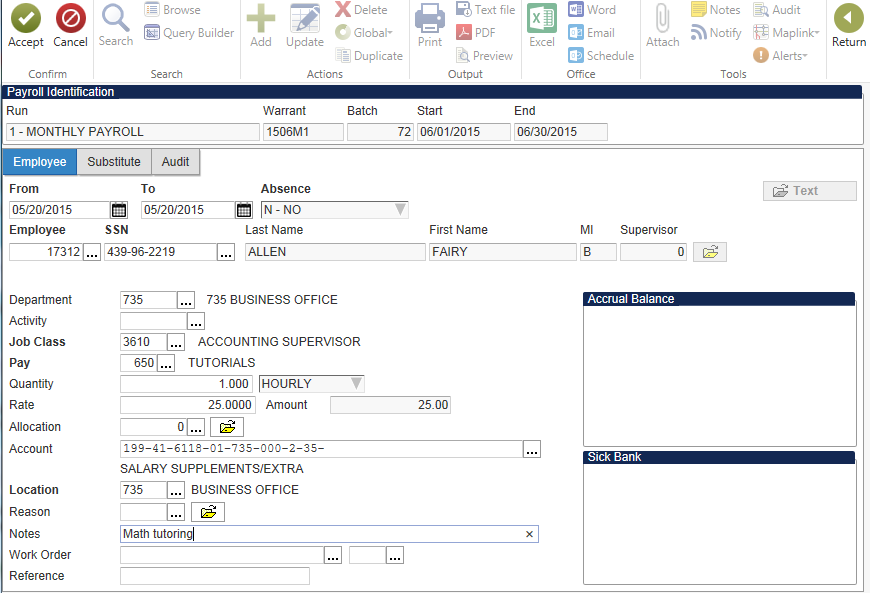 Browse Delete Text file Word Notes Audit
Query Builder Global PDF Email Notify Maplink
Accept Cancel Search Add Update Duplicate Print Preview Excel Schedule Attach Alerts Return
Confirm Search Actions Output Office Tools
Payroll Identification
Run Warrant Batch Start End
1 - MONTHLY PAYROLL 1506M1 72 06/01/2015 06/30/2015
Employee Substitute Audit
From To Absence Text
05/20/2015 05/20/2015 N - NO
Employee SSN Last Name First Name MI Supervisor
17312 ... 439-96-2219 ... ALLEN FAIRY B 0
Department 735 ... 735 BUSINESS OFFICE Accrual Balance
Activity ...
Job Class 3610 ... ACCOUNTING SUPERVISOR
Pay 650 ... TUTORIALS
Quantity 1.000 HOURLY
Rate 25.0000 Amount 25.00
Allocation 0 ...
Account 199-41-6118-01-735-000-2-35- ...
SALARY SUPPLEMENTS/EXTRA Sick Bank
Location 735 ... BUSINESS OFFICE
Reason ...
Notes Math tutoring ×
Work Order ... ...
Reference